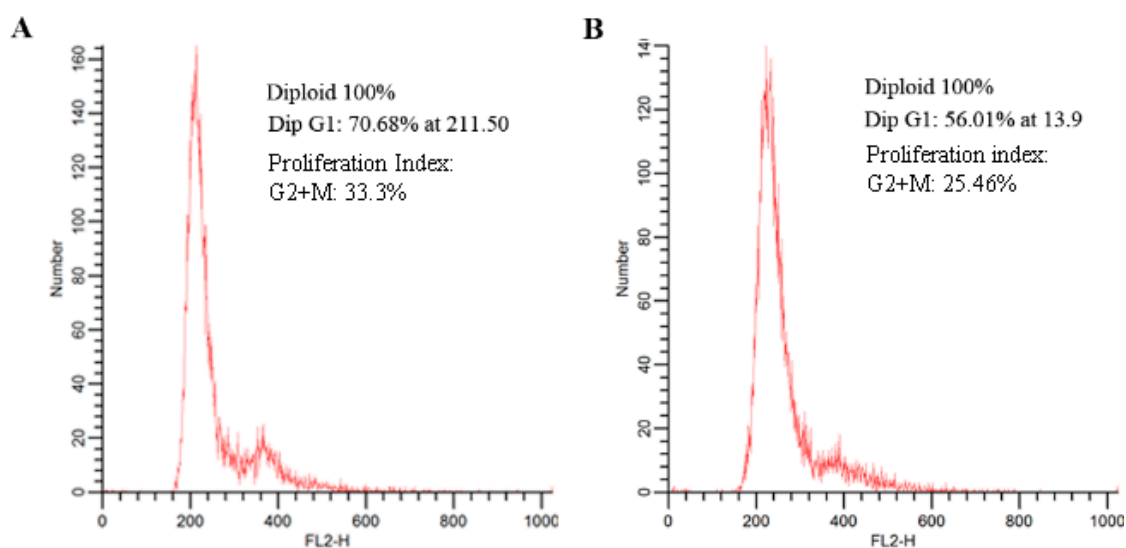 A
160
140
120
100
80
60
40
20
0
Number
Diploid 100%
Dip G1: 70.68% at 211.50
Proliferation Index:
G2+M: 33.3%
0 200 400 600 800 1000
FL2-H
B
140
120
100
80
60
40
20
0
Number
Diploid 100%
Dip G1: 56.01% at 13.9
Proliferation index:
G2+M: 25.46%
0 200 400 600 800 1000
FL2-H